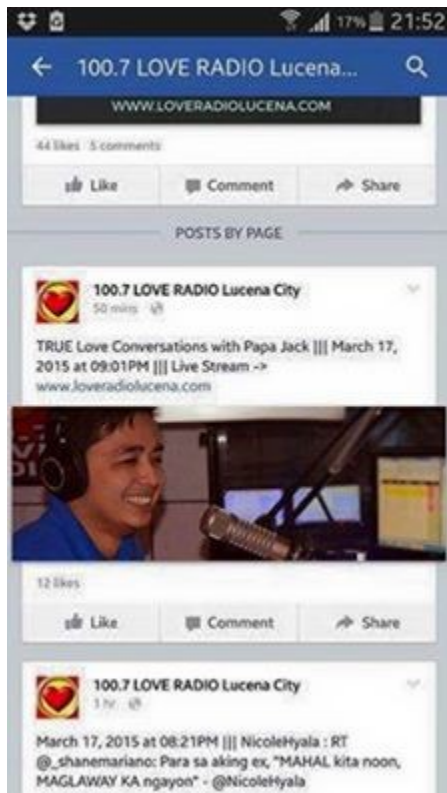 17% 21:52
100.7 LOVE RADIO Lucena...
WWW.LOVERADIOLUCENA.COM
44 likes 5 comments
Like Comment Share
POSTS BY PAGE
100.7 LOVE RADIO Lucena City
50 mins
TRUE Love Conversations with Papa Jack ||| March 17,
2015 at 09:01PM ||| Live Stream ->
www.loveradiolucena.com
12 likes
Like Comment Share
100.7 LOVE RADIO Lucena City
1 hr
March 17, 2015 at 08:21PM ||| NicoleHyala : RT
@_shanemariano: Para sa aking ex, "MAHAL kita noon,
MAGLAWAY KA ngayon" - @NicoleHyala